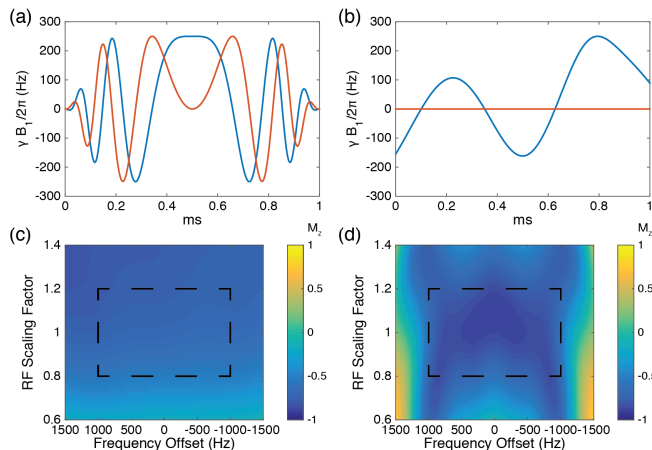 (a)
300
200
100
0
-100
-200
-300
γ B1/2π (Hz)
0 0.2 0.4 0.6 0.8 1
ms
(b)
300
200
100
0
-100
-200
-300
γ B1/2π (Hz)
0 0.2 0.4 0.6 0.8 1
ms
(c)
Mz
1.4
1.2
1
0.8
0.6
RF Scaling Factor
1500 1000 500 0 -500-1000-1500
Frequency Offset (Hz)
1
0.5
0
-0.5
-1
(d)
Mz
1.4
1.2
1
0.8
0.6
RF Scaling Factor
1500 1000 500 0 -500-1000-1500
Frequency Offset (Hz)
1
0.5
0
-0.5
-1